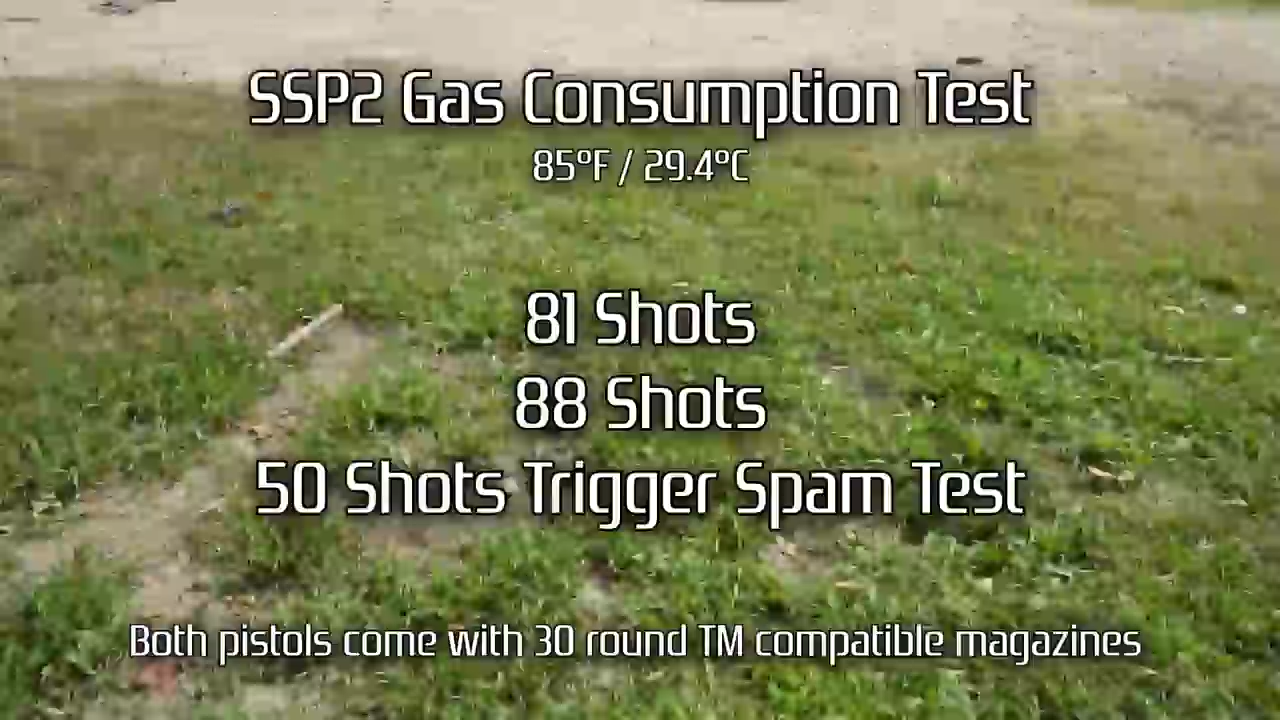 SSP2 Gas Consumption Test
85°F / 29.4°C
81 Shots
88 Shots
50 Shots Trigger Spam Test
Both pistols come with 30 round TM compatible magazines